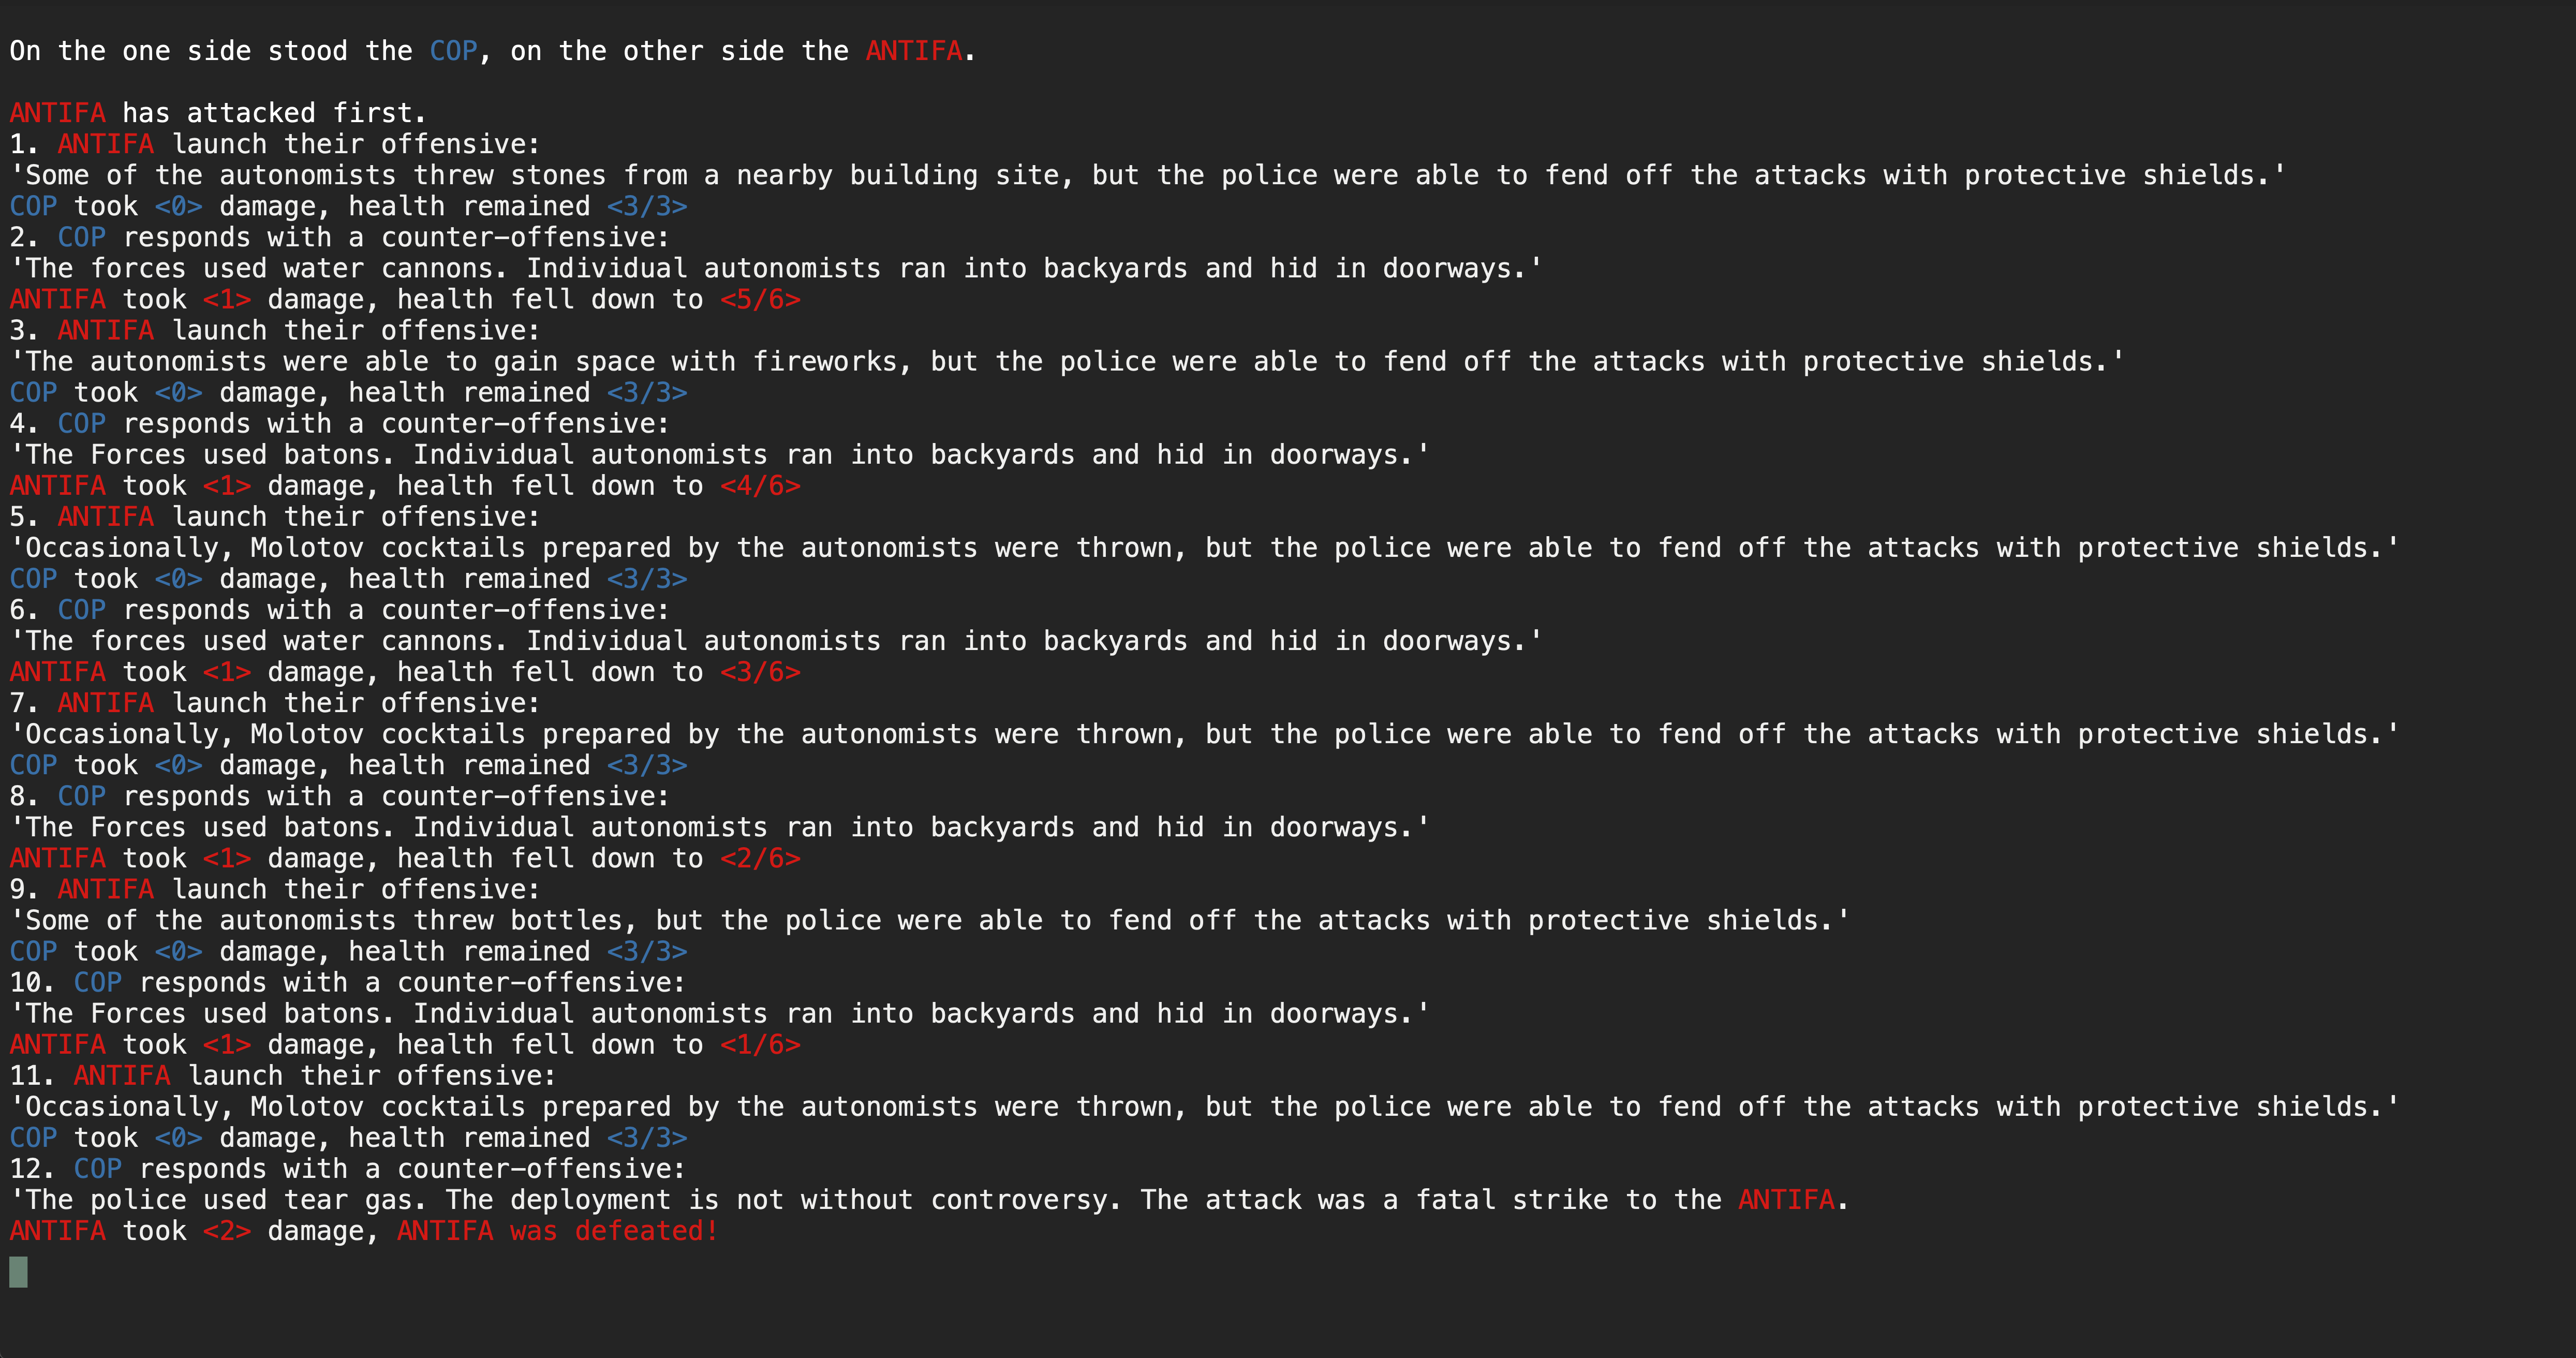 On the one side stood the COP, on the other side the ANTIFA.
ANTIFA has attacked first.
1. ANTIFA launch their offensive:
'Some of the autonomists threw stones from a nearby building site, but the police were able to fend off the attacks with protective shields.'
COP took <0> damage, health remained <3/3>
2. COP responds with a counter-offensive:
'The forces used water cannons. Individual autonomists ran into backyards and hid in doorways.'
ANTIFA took <1> damage, health fell down to <5/6>
3. ANTIFA launch their offensive:
'The autonomists were able to gain space with fireworks, but the police were able to fend off the attacks with protective shields.'
COP took <0> damage, health remained <3/3>
4. COP responds with a counter-offensive:
'The Forces used batons. Individual autonomists ran into backyards and hid in doorways.'
ANTIFA took <1> damage, health fell down to <4/6>
5. ANTIFA launch their offensive:
'Occasionally, Molotov cocktails prepared by the autonomists were thrown, but the police were able to fend off the attacks with protective shields.'
COP took <0> damage, health remained <3/3>
6. COP responds with a counter-offensive:
'The forces used water cannons. Individual autonomists ran into backyards and hid in doorways.'
ANTIFA took <1> damage, health fell down to <3/6>
7. ANTIFA launch their offensive:
'Occasionally, Molotov cocktails prepared by the autonomists were thrown, but the police were able to fend off the attacks with protective shields.'
COP took <0> damage, health remained <3/3>
8. COP responds with a counter-offensive:
'The Forces used batons. Individual autonomists ran into backyards and hid in doorways.'
ANTIFA took <1> damage, health fell down to <2/6>
9. ANTIFA launch their offensive:
'Some of the autonomists threw bottles, but the police were able to fend off the attacks with protective shields.'
COP took <0> damage, health remained <3/3>
10. COP responds with a counter-offensive:
'The Forces used batons. Individual autonomists ran into backyards and hid in doorways.'
ANTIFA took <1> damage, health fell down to <1/6>
11. ANTIFA launch their offensive:
'Occasionally, Molotov cocktails prepared by the autonomists were thrown, but the police were able to fend off the attacks with protective shields.'
COP took <0> damage, health remained <3/3>
12. COP responds with a counter-offensive:
'The police used tear gas. The deployment is not without controversy. The attack was a fatal strike to the ANTIFA.
ANTIFA took <2> damage, ANTIFA was defeated!